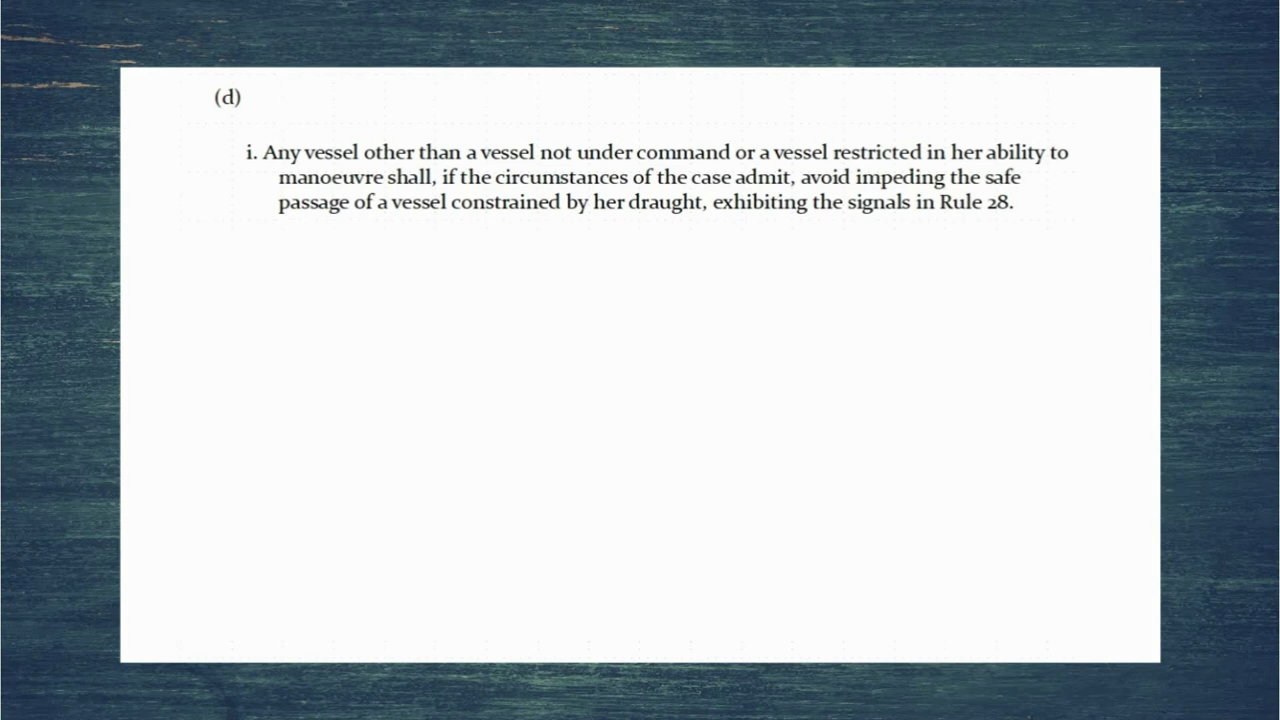 (d)
i. Any vessel other than a vessel not under command or a vessel restricted in her ability to
manoeuvre shall, if the circumstances of the case admit, avoid impeding the safe
passage of a vessel constrained by her draught, exhibiting the signals in Rule 28.